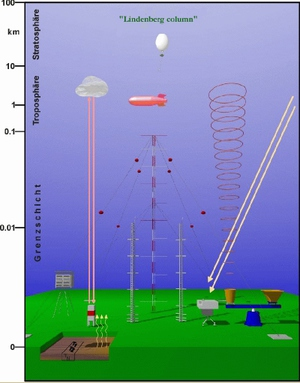 "Lindenberg column"
100
km
Stratosphäre
10
Troposphäre
1
0.1
Grenzschicht
0.01
0